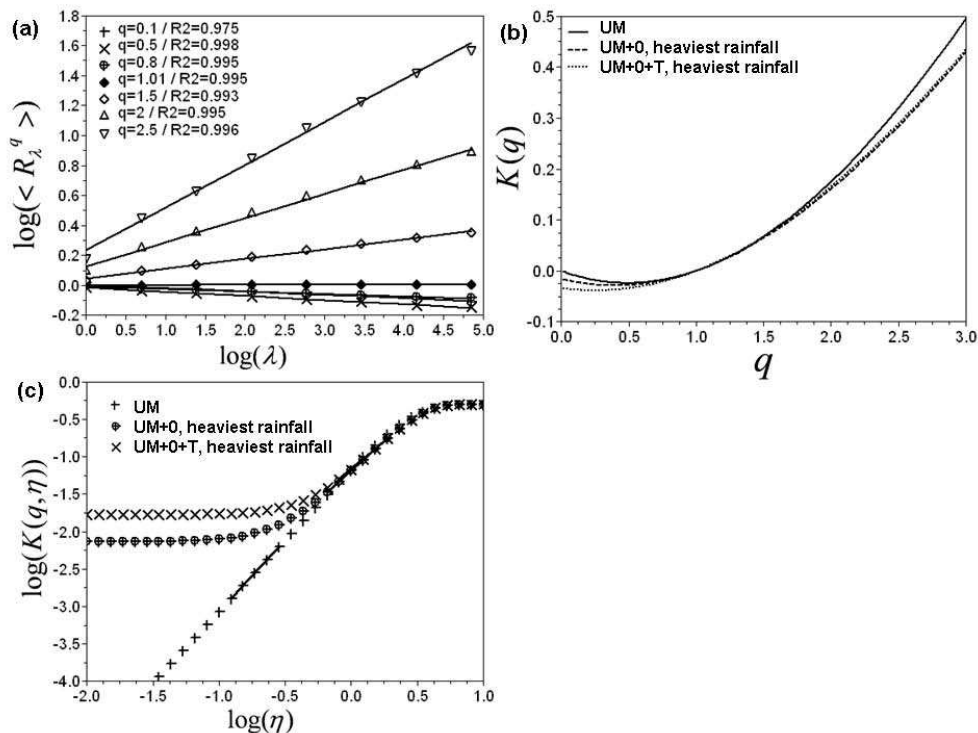 (a)
q=0.1 / R2=0.975
q=0.5 / R2=0.998
q=0.8 / R2=0.995
q=1.01 / R2=0.995
q=1.5 / R2=0.993
q=2 / R2=0.995
q=2.5 / R2=0.996
1.8
1.6
1.4
1.2
1.0
0.8
0.6
0.4
0.2
0.0
-0.2
log(< R_λ^q >)
0.0 0.5 1.0 1.5 2.0 2.5 3.0 3.5 4.0 4.5 5.0
log(λ)
(b)
UM
UM+0, heaviest rainfall
UM+0+T, heaviest rainfall
0.5
0.4
0.3
0.2
0.1
0.0
-0.1
K(q)
0.0 0.5 1.0 1.5 2.0 2.5 3.0
q
(c)
UM
UM+0, heaviest rainfall
UM+0+T, heaviest rainfall
0.0
-0.5
-1.0
-1.5
-2.0
-2.5
-3.0
-3.5
-4.0
log(K(q,η))
-2.0 -1.5 -1.0 -0.5 0.0 0.5 1.0
log(η)